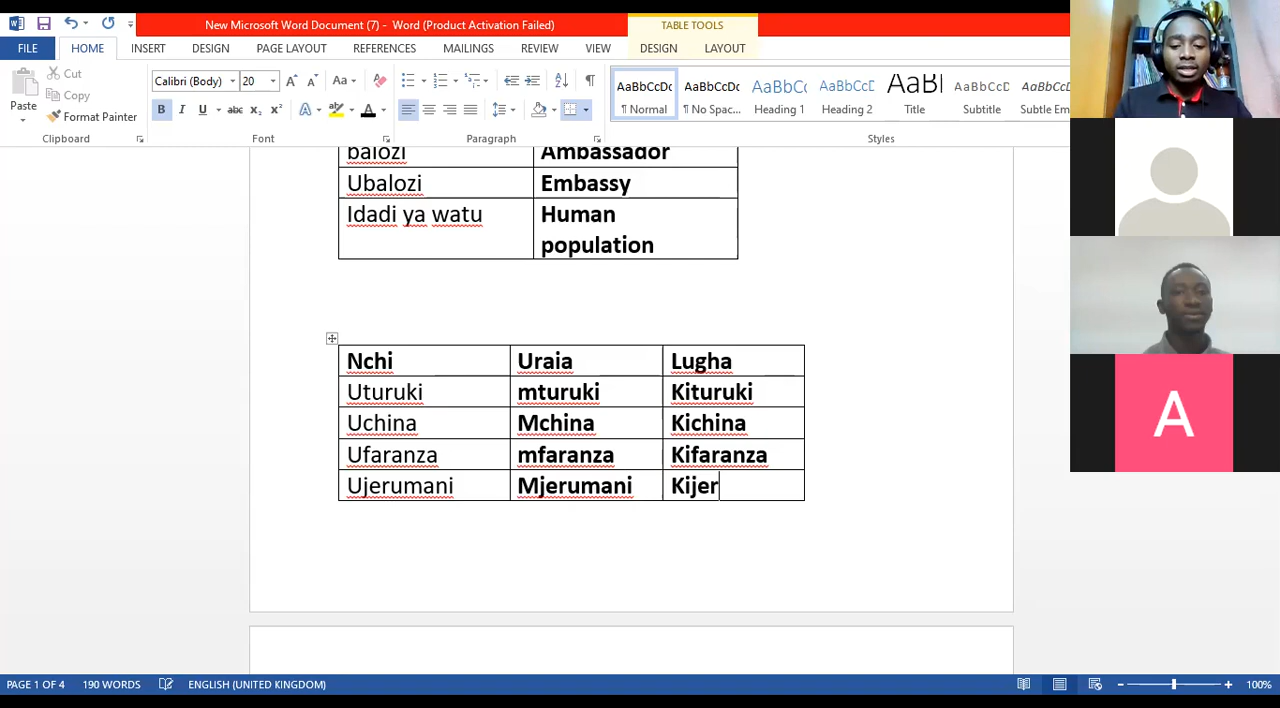 New Microsoft Word Document (7) - Word (Product Activation Failed)
TABLE TOOLS
FILE HOME INSERT DESIGN PAGE LAYOUT REFERENCES MAILINGS REVIEW VIEW DESIGN LAYOUT
Cut
Copy
Format Painter
Paste
Clipboard
Calibri (Body) 20
Font
Paragraph
AaBbCcDc AaBbCcDc AaBbC AaBbCcD AaBl AaBbCcD AaBbCcDc
¶ Normal ¶ No Spac... Heading 1 Heading 2 Title Subtitle Subtle Em
Styles
balozi Ambassador
Ubalozi Embassy
Idadi ya watu Human
population
Nchi Uraia Lugha
Uturuki mturuki Kituruki
Uchina Mchina Kichina
Ufaranza mfaranza Kifaranza
Ujerumani Mjerumani Kijer
A
PAGE 1 OF 4 190 WORDS ENGLISH (UNITED KINGDOM) 100%